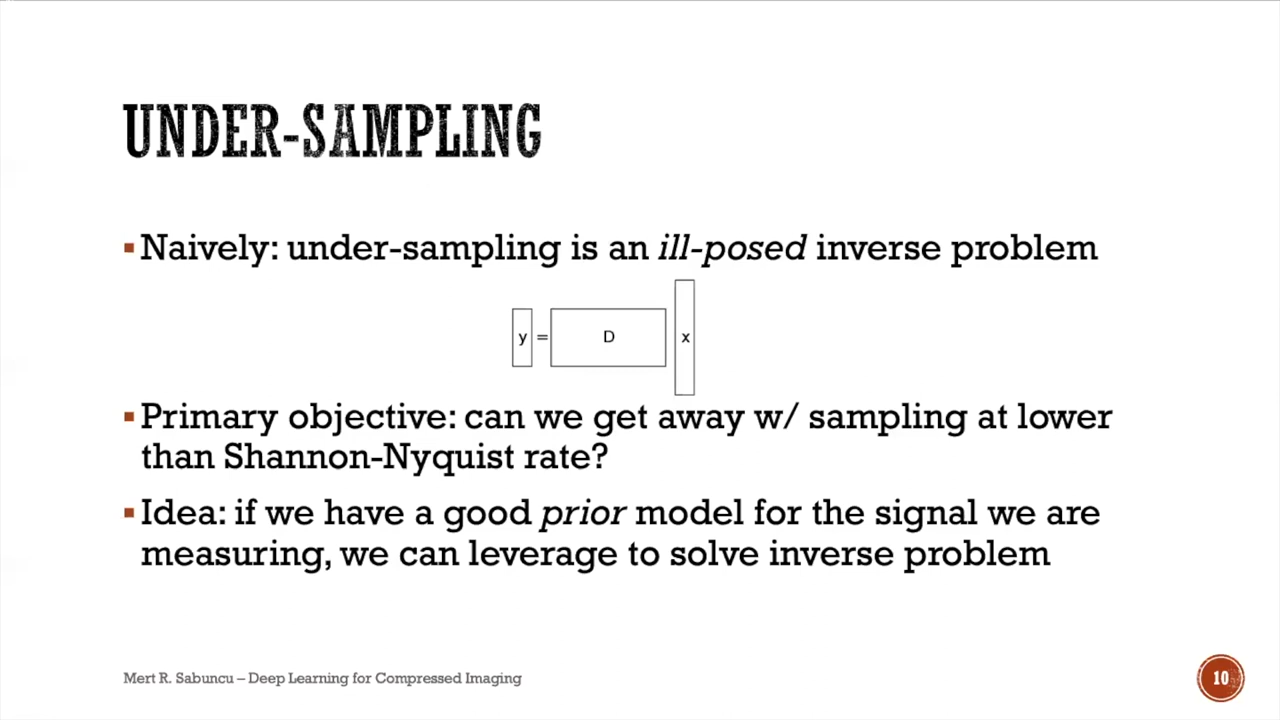 UNDER-SAMPLING
▪ Naively: under-sampling is an ill-posed inverse problem
y = D x
▪ Primary objective: can we get away w/ sampling at lower
than Shannon-Nyquist rate?
▪ Idea: if we have a good prior model for the signal we are
measuring, we can leverage to solve inverse problem
Mert R. Sabuncu – Deep Learning for Compressed Imaging
10